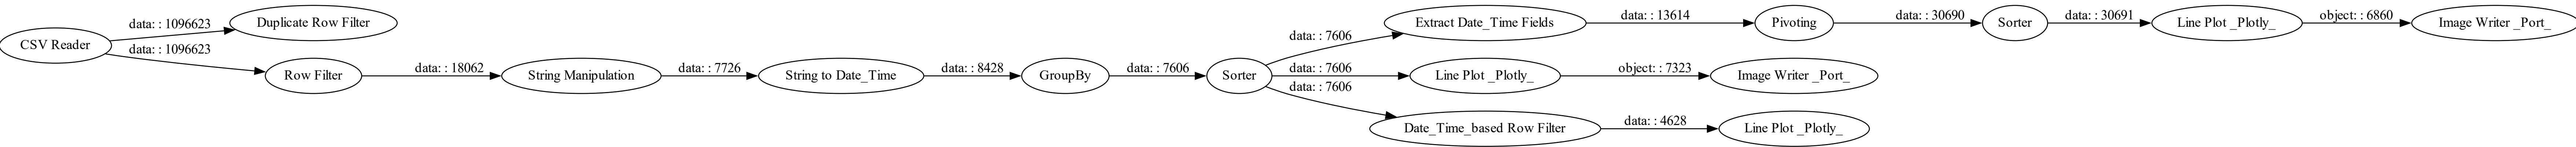 CSV Reader
data: : 1096623
Duplicate Row Filter
data: : 1096623
Row Filter
data: : 18062
String Manipulation
data: : 7726
String to Date_Time
data: : 8428
GroupBy
data: : 7606
Sorter
data: : 7606
Extract Date_Time Fields
data: : 13614
Pivoting
data: : 30690
Sorter
data: : 30691
Line Plot _Plotly_
object: : 6860
Image Writer _Port_
data: : 7606
Line Plot _Plotly_
object: : 7323
Image Writer _Port_
data: : 7606
Date_Time_based Row Filter
data: : 4628
Line Plot _Plotly_